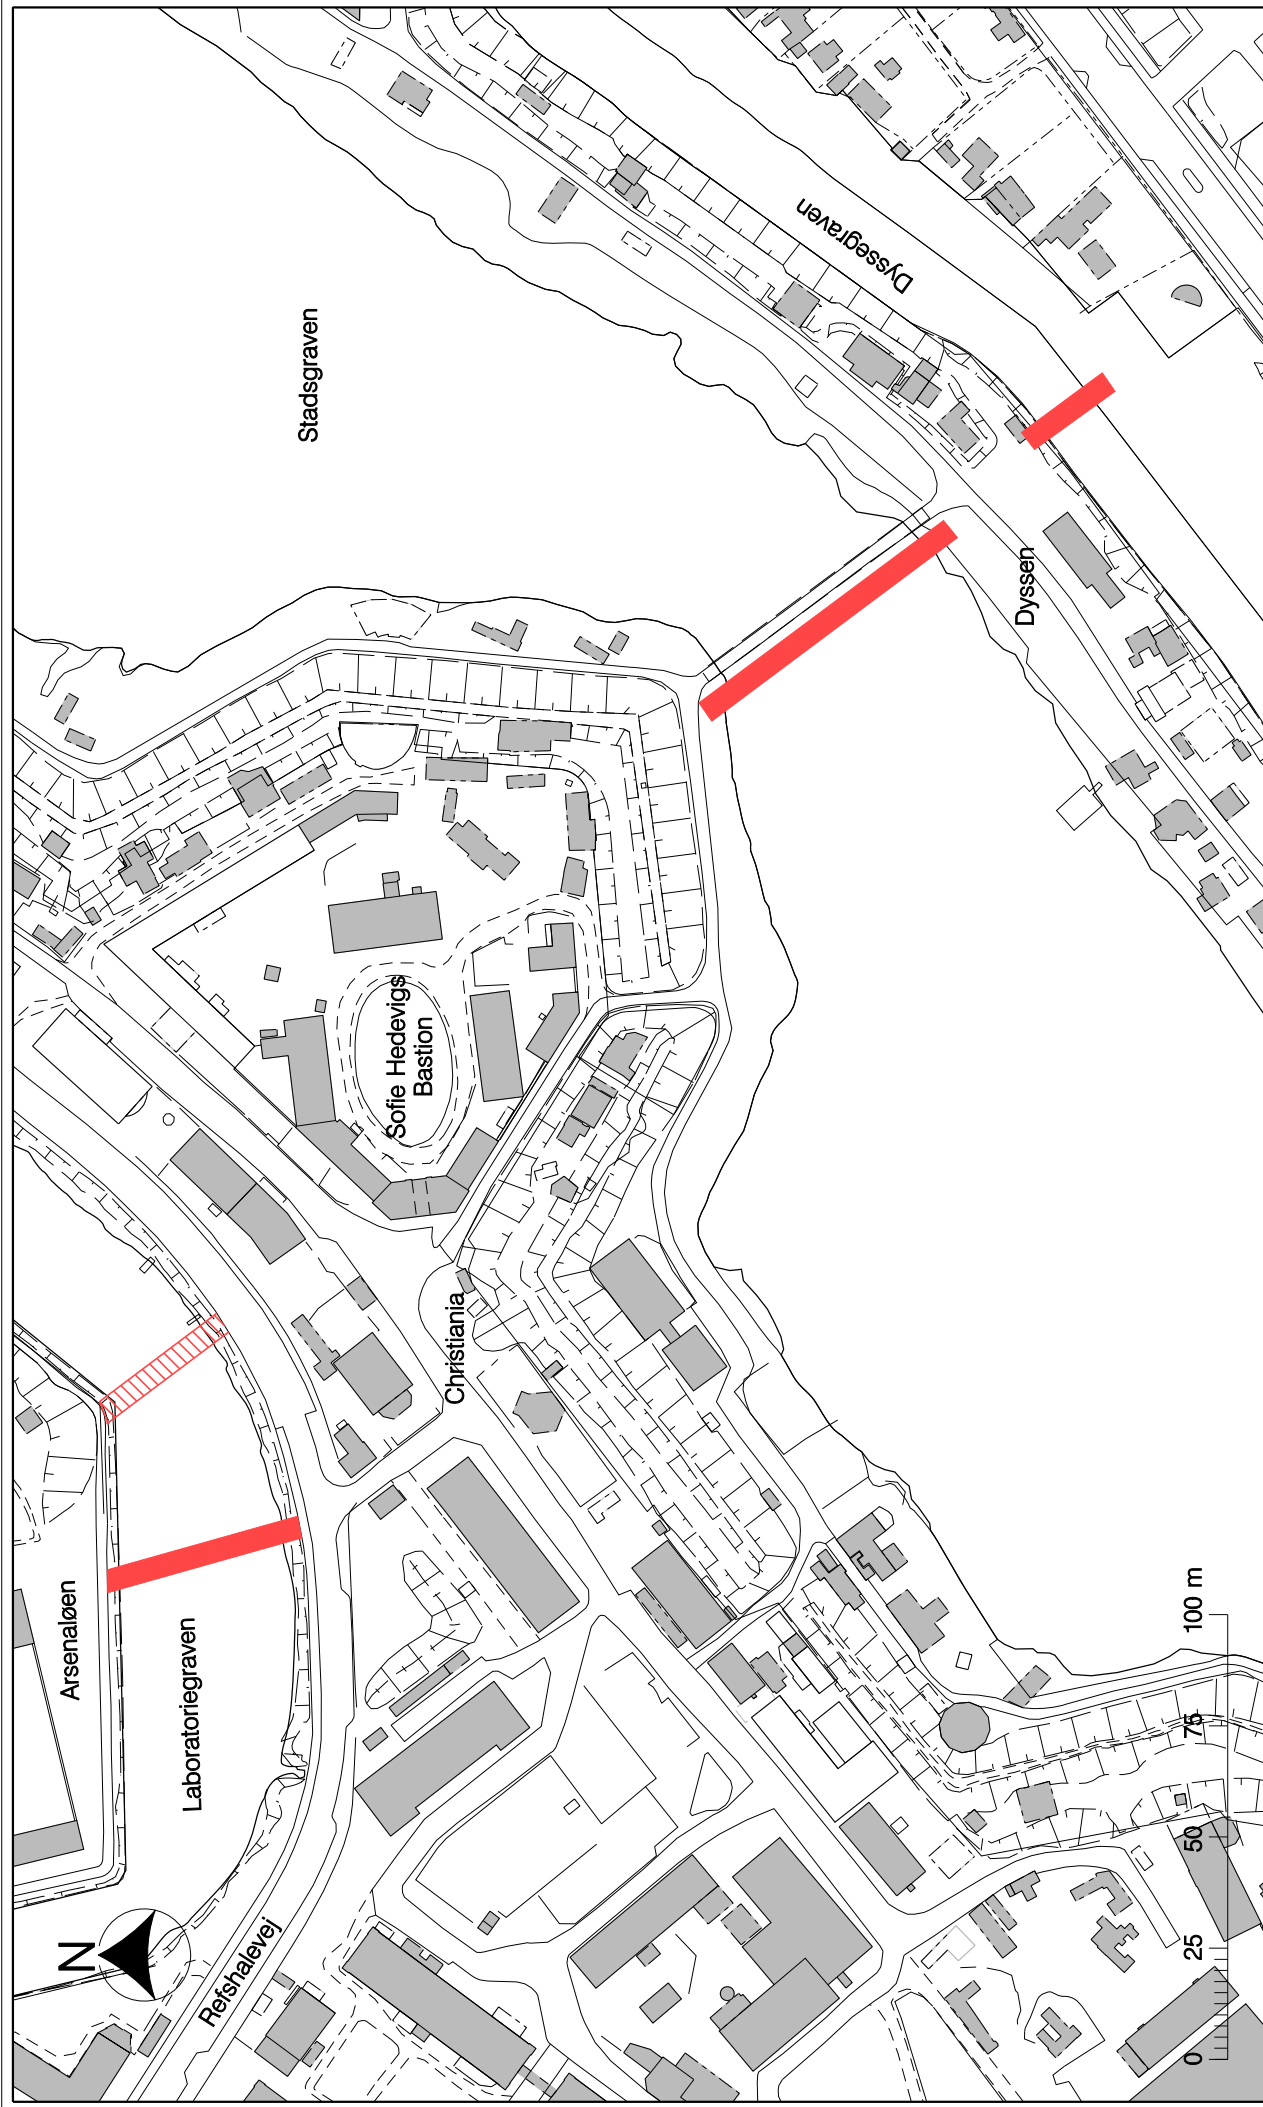 N
Refshalevej
Laboratoriegraven
Arsenaløen
Christiania
Sofie Hedevigs
Bastion
Stadsgraven
Dyssegraven
Dyssen
0 25 50 75 100 m